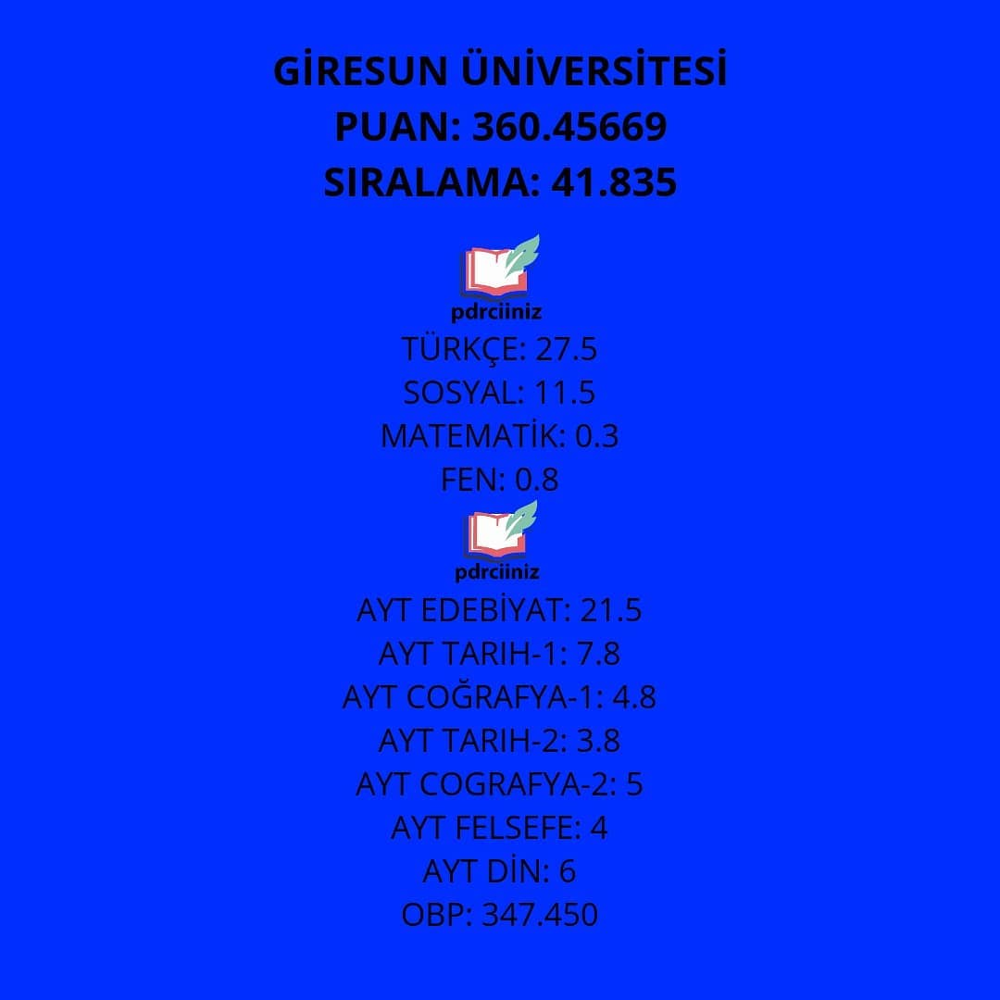 GİRESUN ÜNİVERSİTESİ
PUAN: 360.45669
SIRALAMA: 41.835
pdrciiniz
TÜRKÇE: 27.5
SOSYAL: 11.5
MATEMATİK: 0.3
FEN: 0.8
pdrciiniz
AYT EDEBİYAT: 21.5
AYT TARIH-1: 7.8
AYT COĞRAFYA-1: 4.8
AYT TARIH-2: 3.8
AYT COGRAFYA-2: 5
AYT FELSEFE: 4
AYT DİN: 6
OBP: 347.450